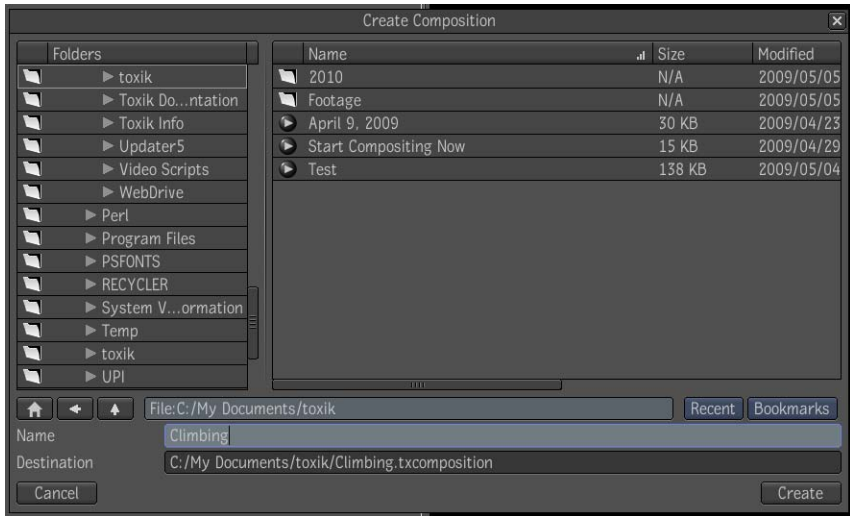 Create Composition
Folders
toxik
Toxik Do...ntation
Toxik Info
Updater5
Video Scripts
WebDrive
Perl
Program Files
PSFONTS
RECYCLER
System V...ormation
Temp
toxik
UPI
Name Size Modified
2010 N/A 2009/05/05
Footage N/A 2009/05/05
April 9, 2009 30 KB 2009/04/23
Start Compositing Now 15 KB 2009/04/29
Test 138 KB 2009/05/04
File:C:/My Documents/toxik Recent Bookmarks
Name Climbing
Destination C:/My Documents/toxik/Climbing.txcomposition
Cancel Create